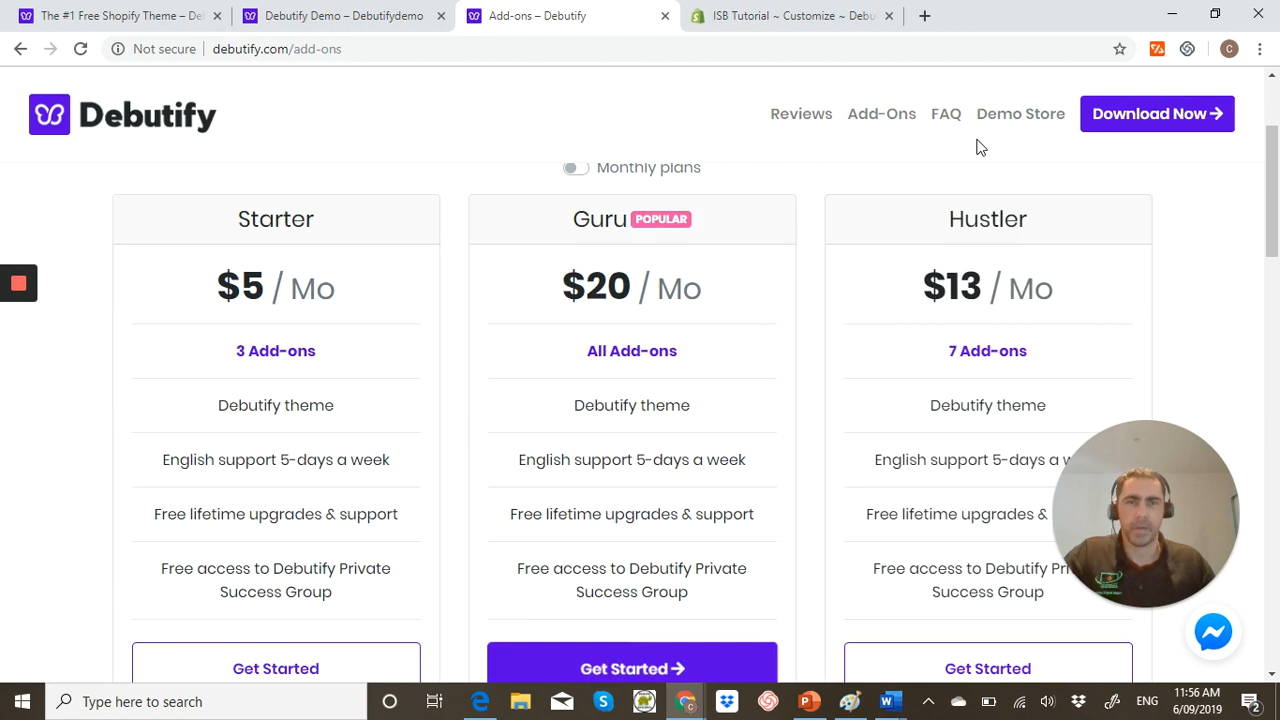 The #1 Free Shopify Theme – De
Debutify Demo – Debutifydemo
Add-ons – Debutify
ISB Tutorial ~ Customize ~ Debu
Not secure
debutify.com/add-ons
C
Debutify
Reviews
Add-Ons
FAQ
Demo Store
Download Now
Monthly plans
Starter
$5 / Mo
3 Add-ons
Debutify theme
English support 5-days a week
Free lifetime upgrades & support
Free access to Debutify Private
Success Group
Get Started
Guru POPULAR
$20 / Mo
All Add-ons
Debutify theme
English support 5-days a week
Free lifetime upgrades & support
Free access to Debutify Private
Success Group
Get Started
Hustler
$13 / Mo
7 Add-ons
Debutify theme
English support 5-days a w
Free lifetime upgrades &
Free access to Debutify Pri
Success Group
Get Started
Type here to search
ENG
11:56 AM
6/09/2019
2